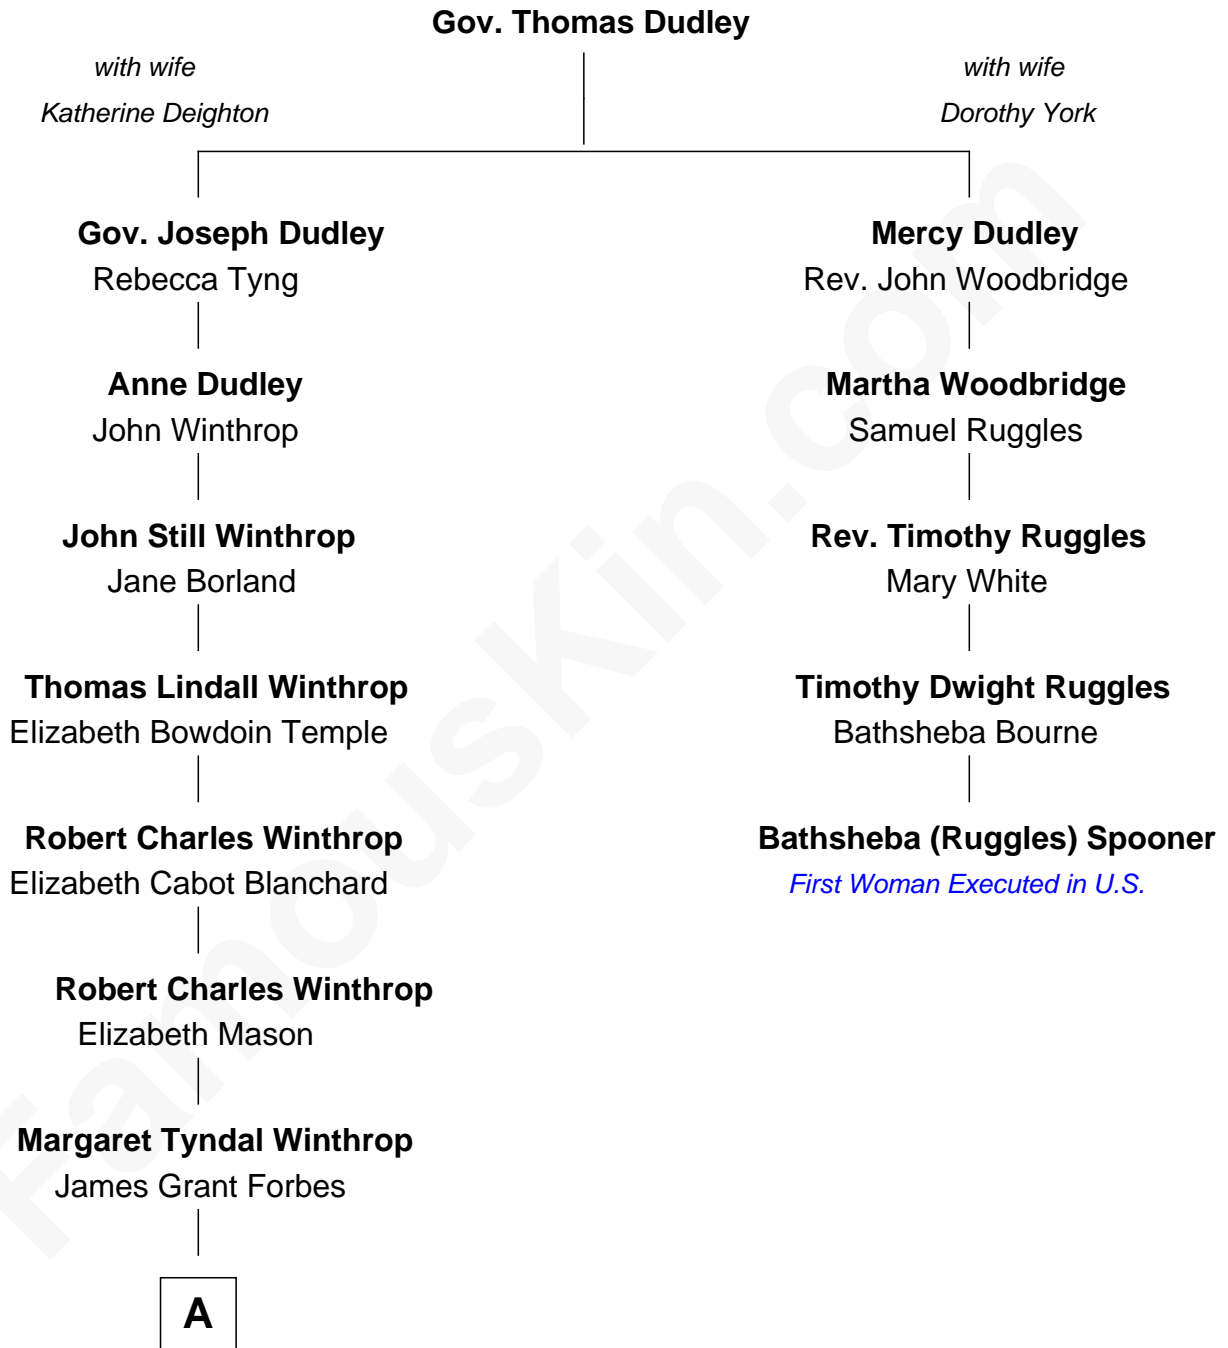 Gov. Thomas Dudley
with wife
Katherine Deighton
with wife
Dorothy York
Gov. Joseph Dudley
Rebecca Tyng
Mercy Dudley
Rev. John Woodbridge
Anne Dudley
John Winthrop
Martha Woodbridge
Samuel Ruggles
John Still Winthrop
Jane Borland
Rev. Timothy Ruggles
Mary White
Thomas Lindall Winthrop
Elizabeth Bowdoin Temple
Timothy Dwight Ruggles
Bathsheba Bourne
Robert Charles Winthrop
Elizabeth Cabot Blanchard
Bathsheba (Ruggles) Spooner
First Woman Executed in U.S.
Robert Charles Winthrop
Elizabeth Mason
Margaret Tyndal Winthrop
James Grant Forbes
A
FamousKin.com